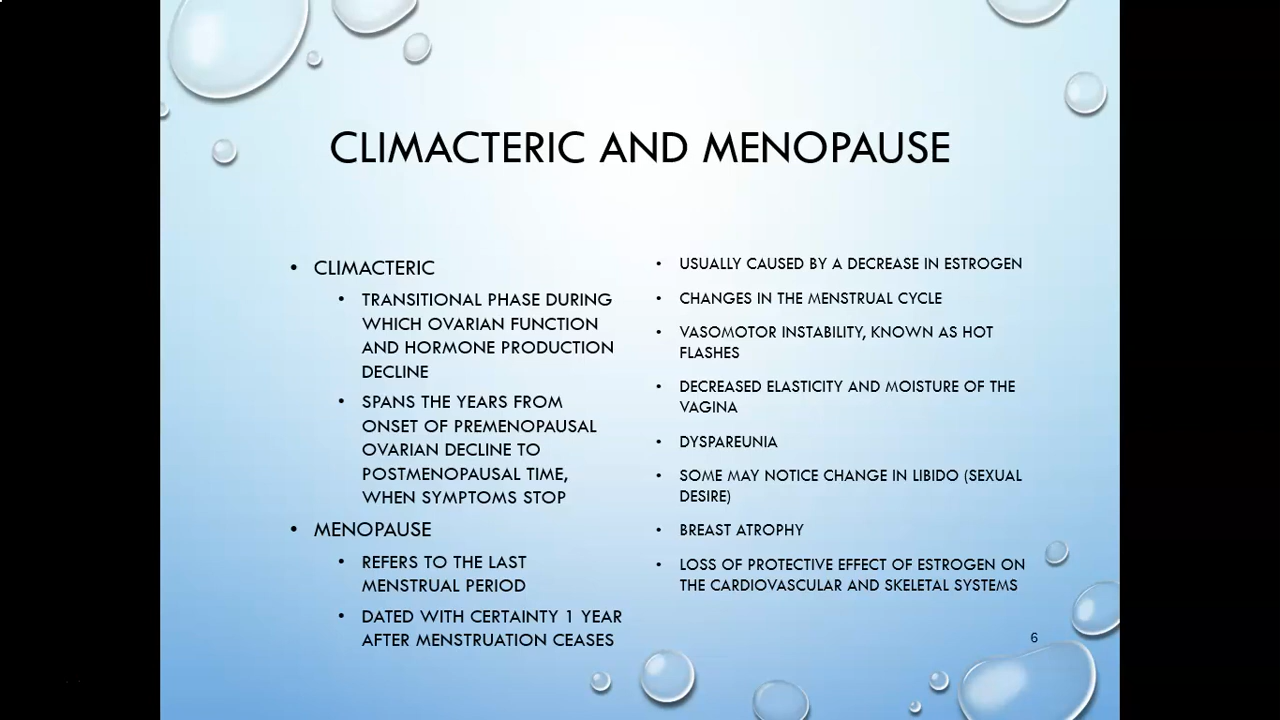 CLIMACTERIC AND MENOPAUSE
• CLIMACTERIC
• TRANSITIONAL PHASE DURING
WHICH OVARIAN FUNCTION
AND HORMONE PRODUCTION
DECLINE
• SPANS THE YEARS FROM
ONSET OF PREMENOPAUSAL
OVARIAN DECLINE TO
POSTMENOPAUSAL TIME,
WHEN SYMPTOMS STOP
• MENOPAUSE
• REFERS TO THE LAST
MENSTRUAL PERIOD
• DATED WITH CERTAINTY 1 YEAR
AFTER MENSTRUATION CEASES
• USUALLY CAUSED BY A DECREASE IN ESTROGEN
• CHANGES IN THE MENSTRUAL CYCLE
• VASOMOTOR INSTABILITY, KNOWN AS HOT
FLASHES
• DECREASED ELASTICITY AND MOISTURE OF THE
VAGINA
• DYSPAREUNIA
• SOME MAY NOTICE CHANGE IN LIBIDO (SEXUAL
DESIRE)
• BREAST ATROPHY
• LOSS OF PROTECTIVE EFFECT OF ESTROGEN ON
THE CARDIOVASCULAR AND SKELETAL SYSTEMS
6